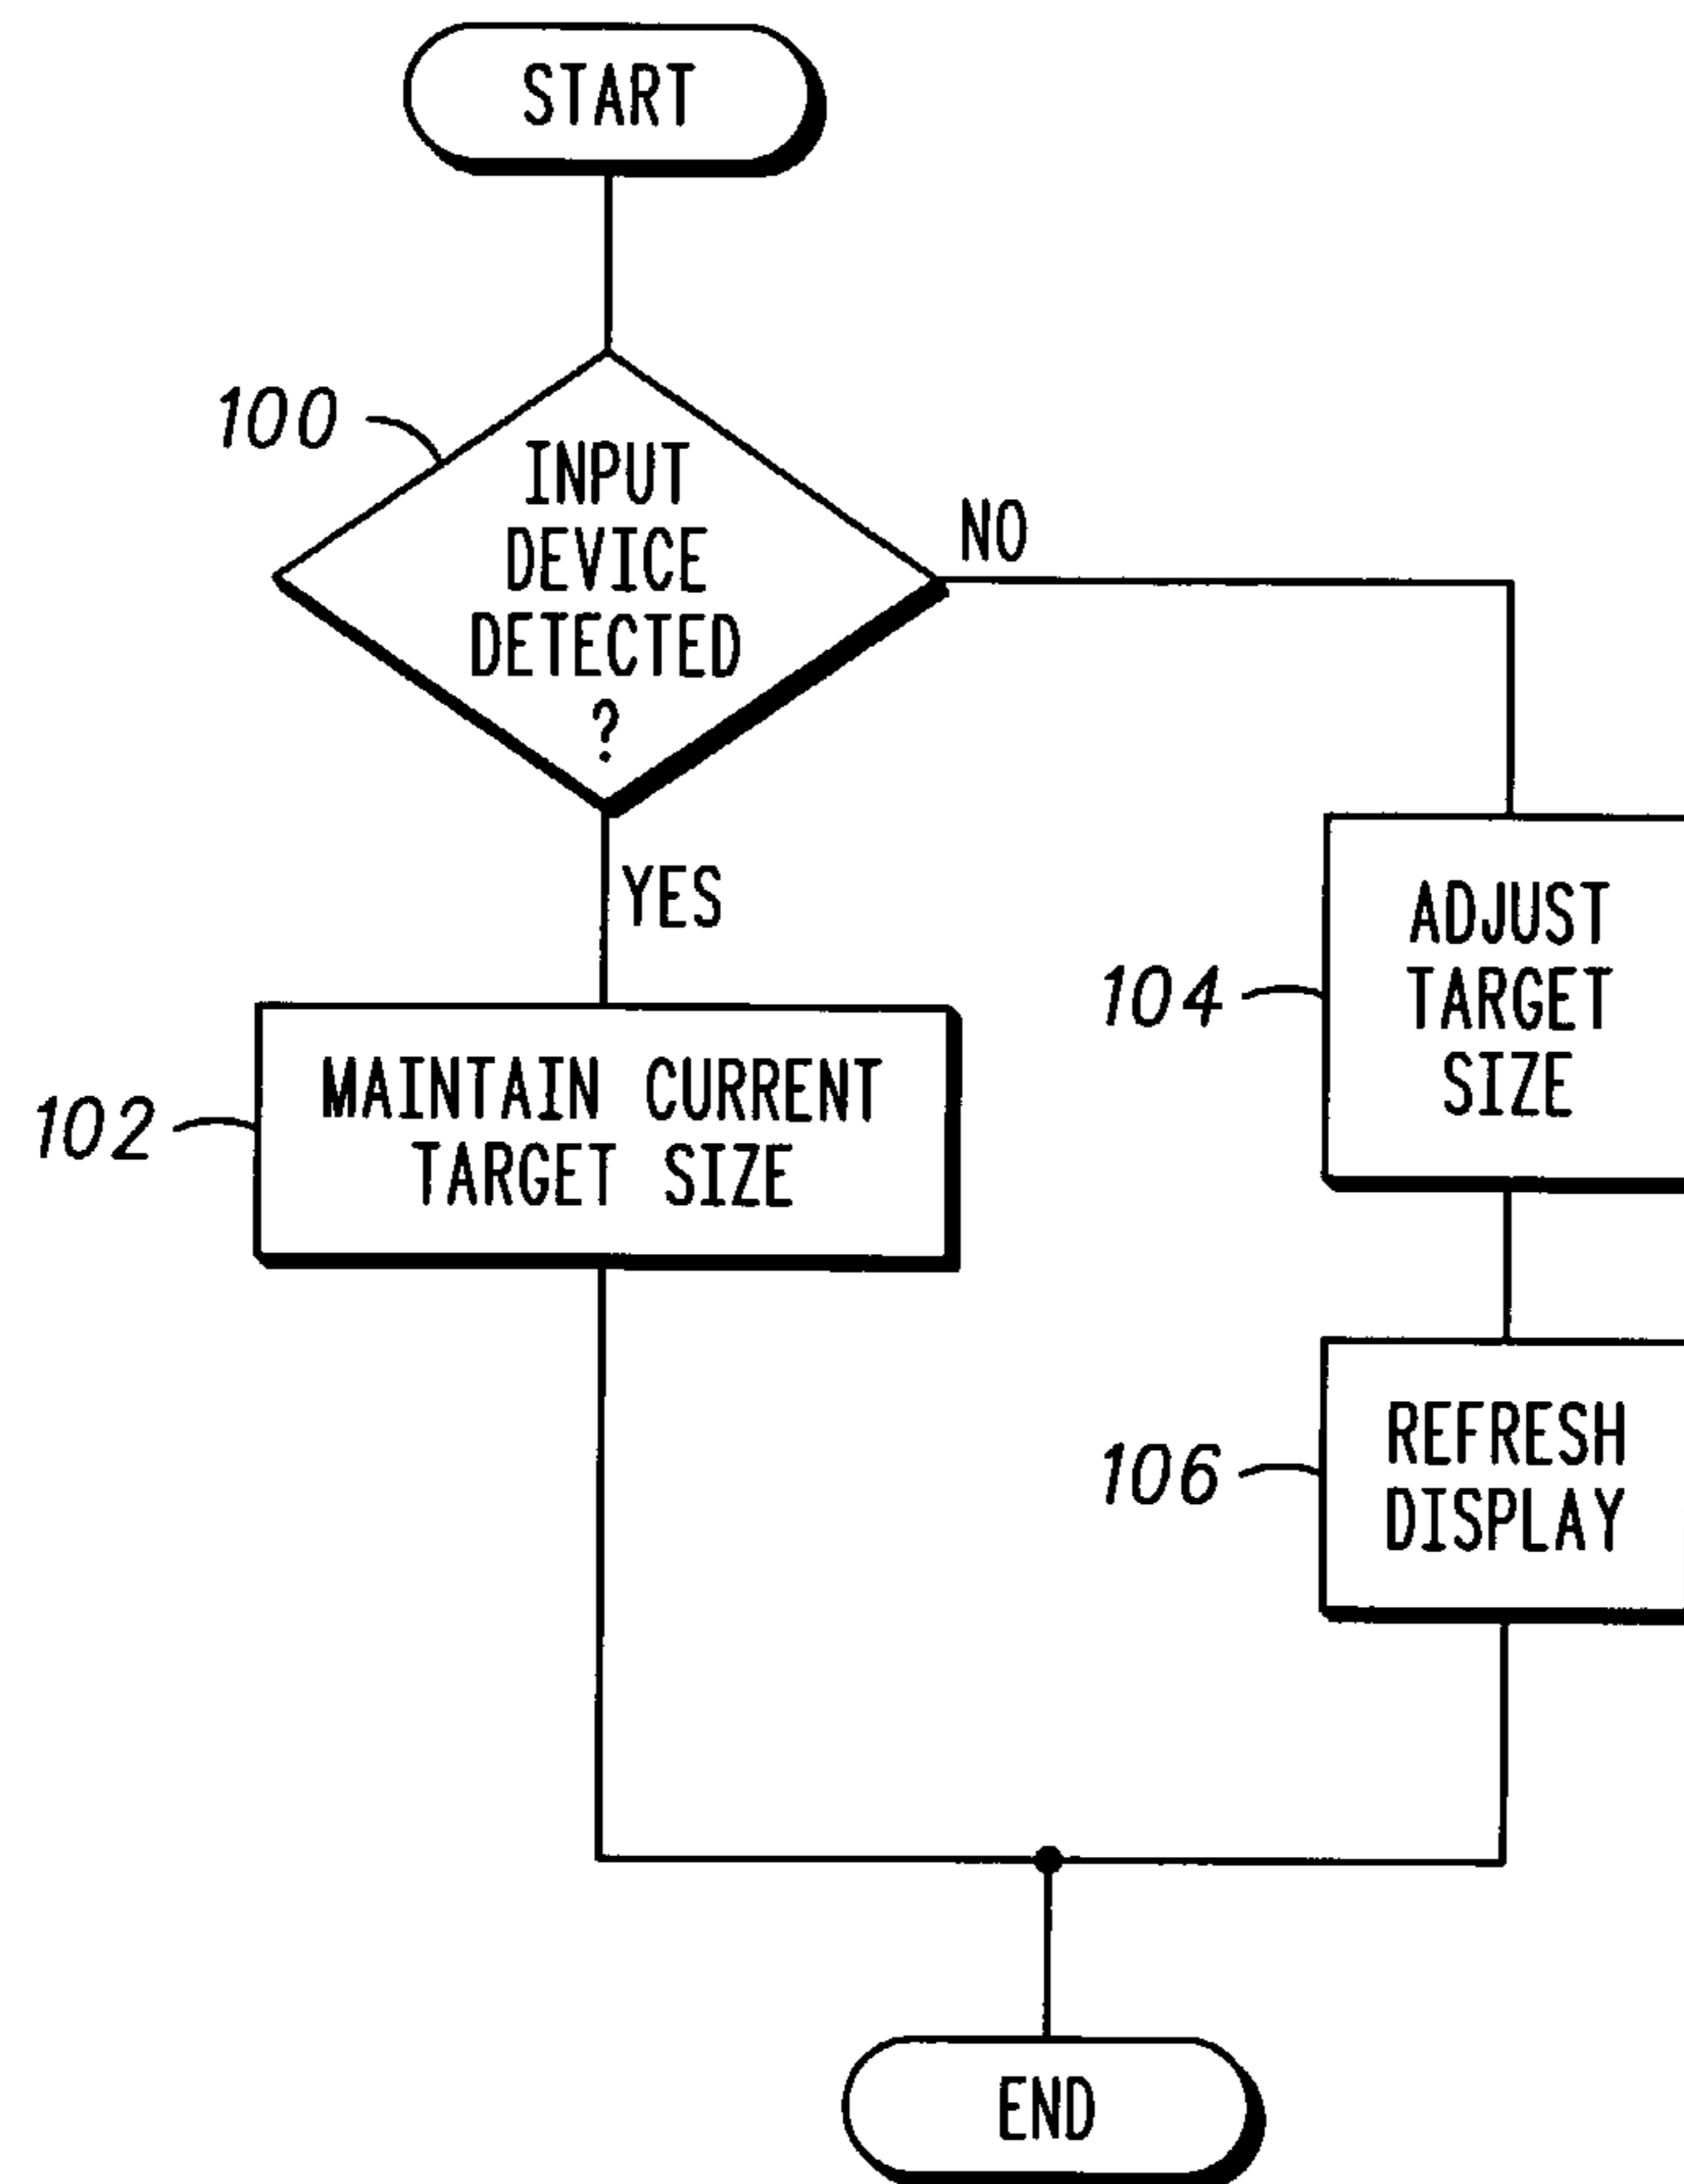 START
100
INPUT
DEVICE
DETECTED
?
NO
YES
102
MAINTAIN CURRENT
TARGET SIZE
104
ADJUST
TARGET
SIZE
106
REFRESH
DISPLAY
END